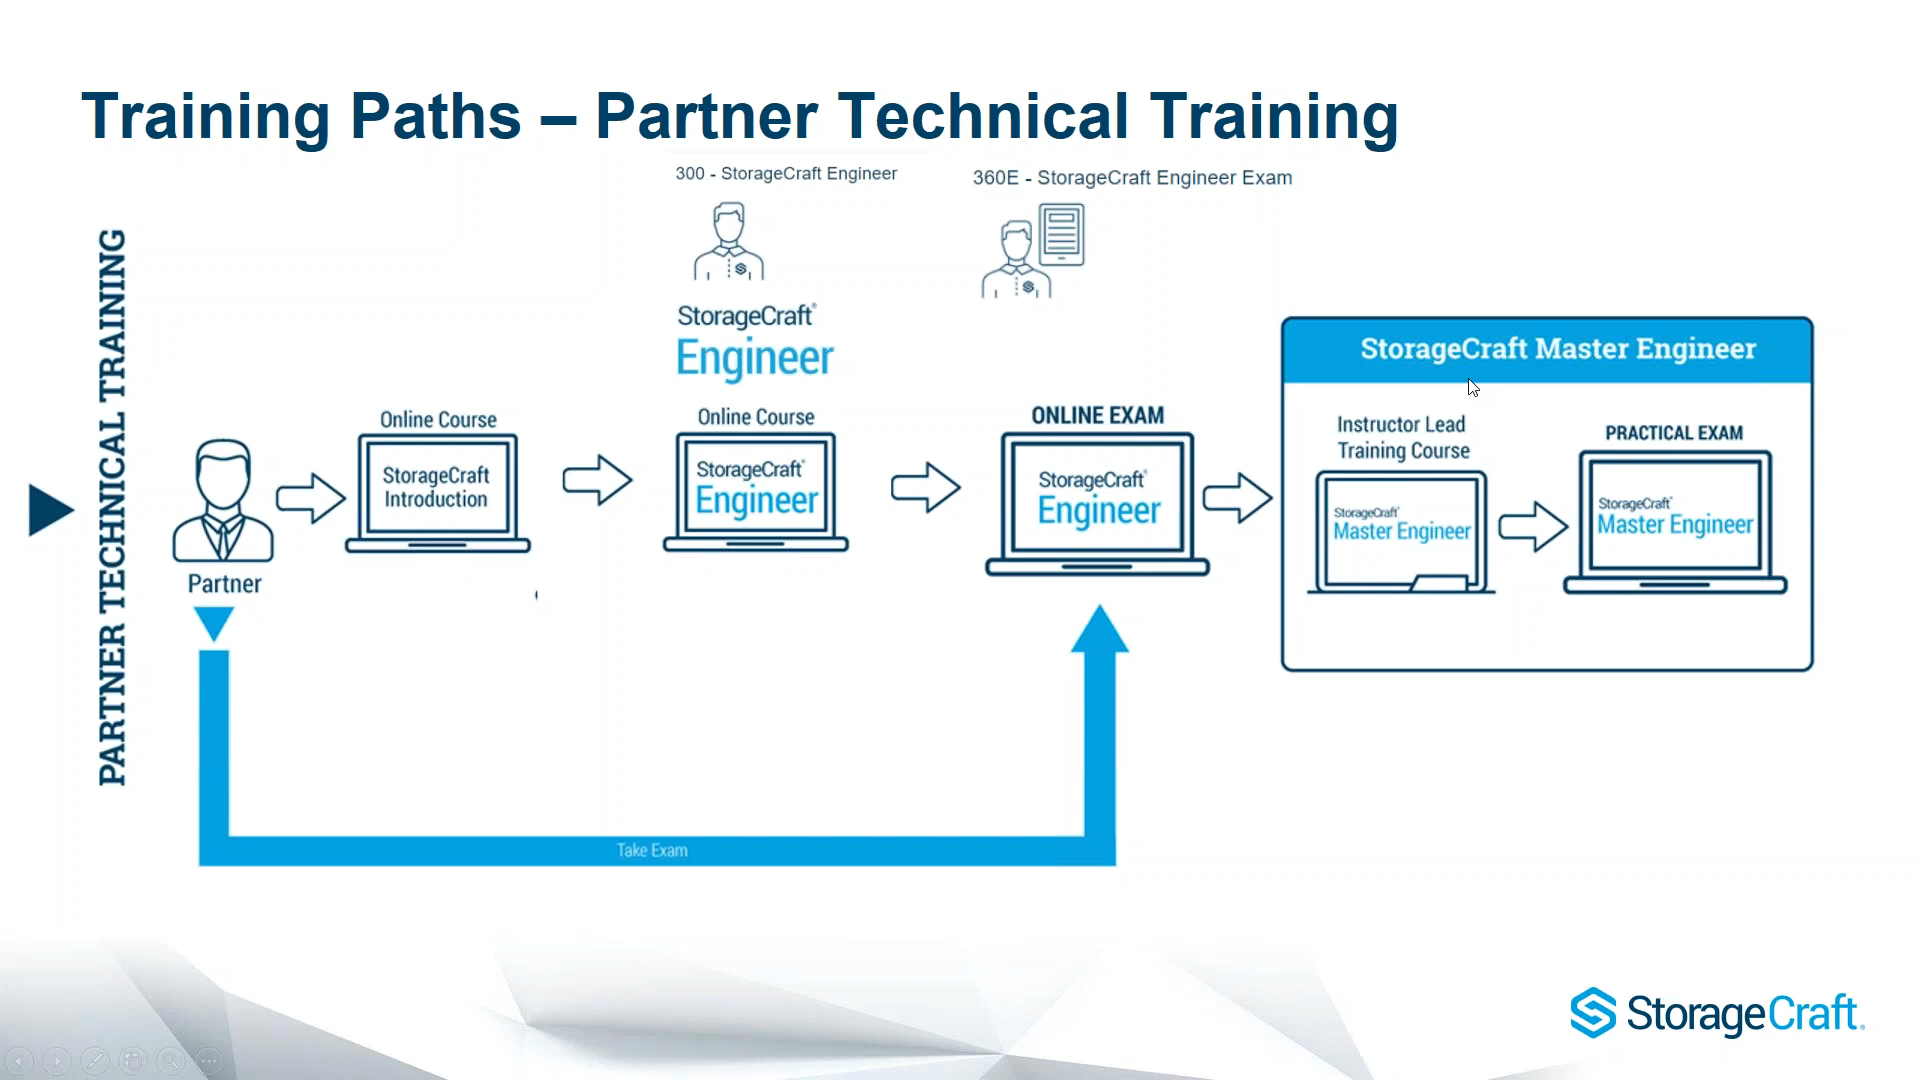 Training Paths – Partner Technical Training
300 - StorageCraft Engineer
360E - StorageCraft Engineer Exam
PARTNER TECHNICAL TRAINING
StorageCraft®
Engineer
StorageCraft Master Engineer
Partner
Online Course
StorageCraft
Introduction
Online Course
StorageCraft®
Engineer
ONLINE EXAM
StorageCraft®
Engineer
Instructor Lead
Training Course
StorageCraft®
Master Engineer
PRACTICAL EXAM
StorageCraft®
Master Engineer
Take Exam
StorageCraft®